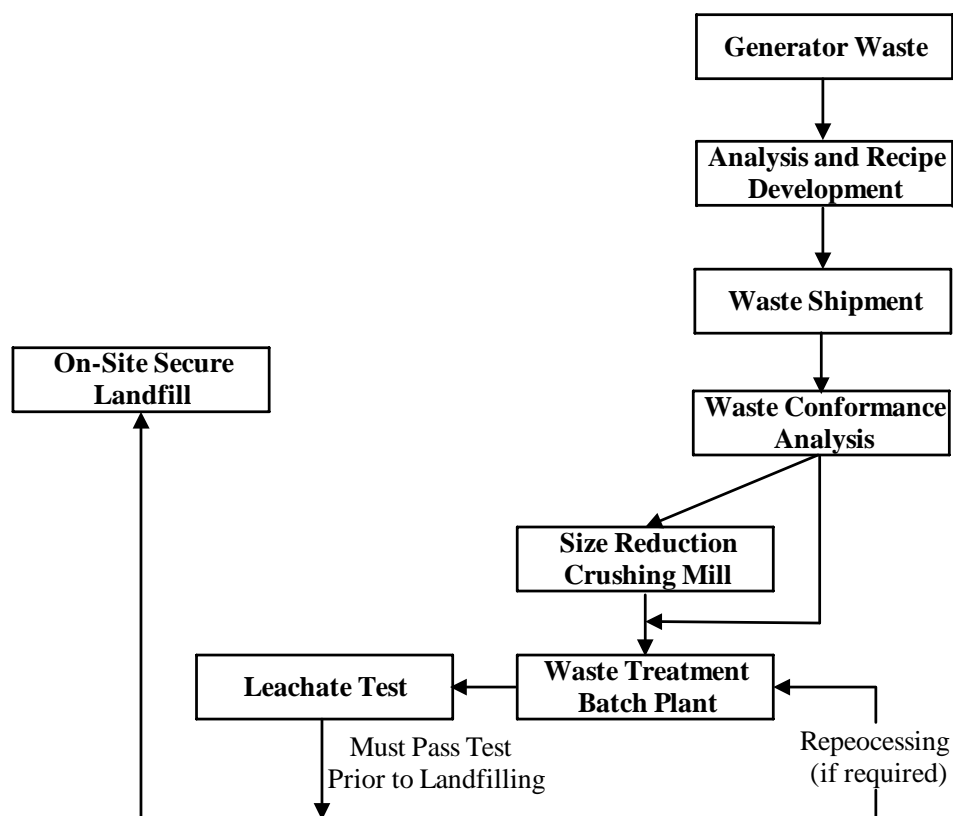 Generator Waste
Analysis and Recipe
Development
Waste Shipment
On-Site Secure
Landfill
Waste Conformance
Analysis
Size Reduction
Crushing Mill
Waste Treatment
Batch Plant
Leachate Test
Must Pass Test
Prior to Landfilling
Repeocessing
(if required)